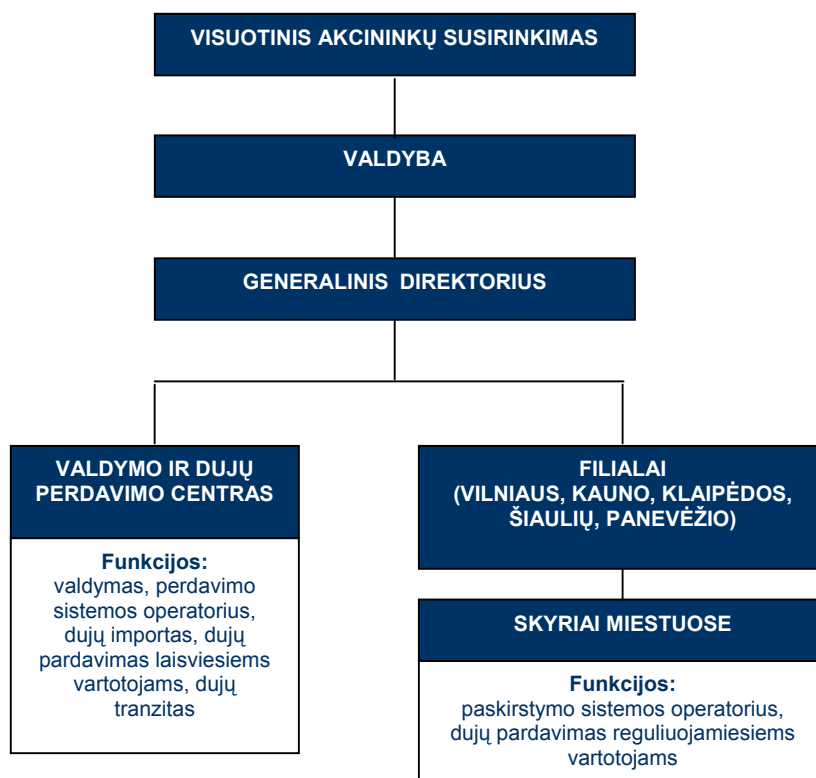 VISUOTINIS AKCININKŲ SUSIRINKIMAS
VALDYBA
GENERALINIS DIREKTORIUS
VALDYMO IR DUJŲ
PERDAVIMO CENTRAS
Funkcijos:
valdymas, perdavimo
sistemos operatorius,
dujų importas, dujų
pardavimas laisviesiems
vartotojams, dujų
tranzitas
FILIALAI
(VILNIAUS, KAUNO, KLAIPĖDOS,
ŠIAULIŲ, PANEVĖŽIO)
SKYRIAI MIESTUOSE
Funkcijos:
paskirstymo sistemos operatorius,
dujų pardavimas reguliuojamiesiems
vartotojams